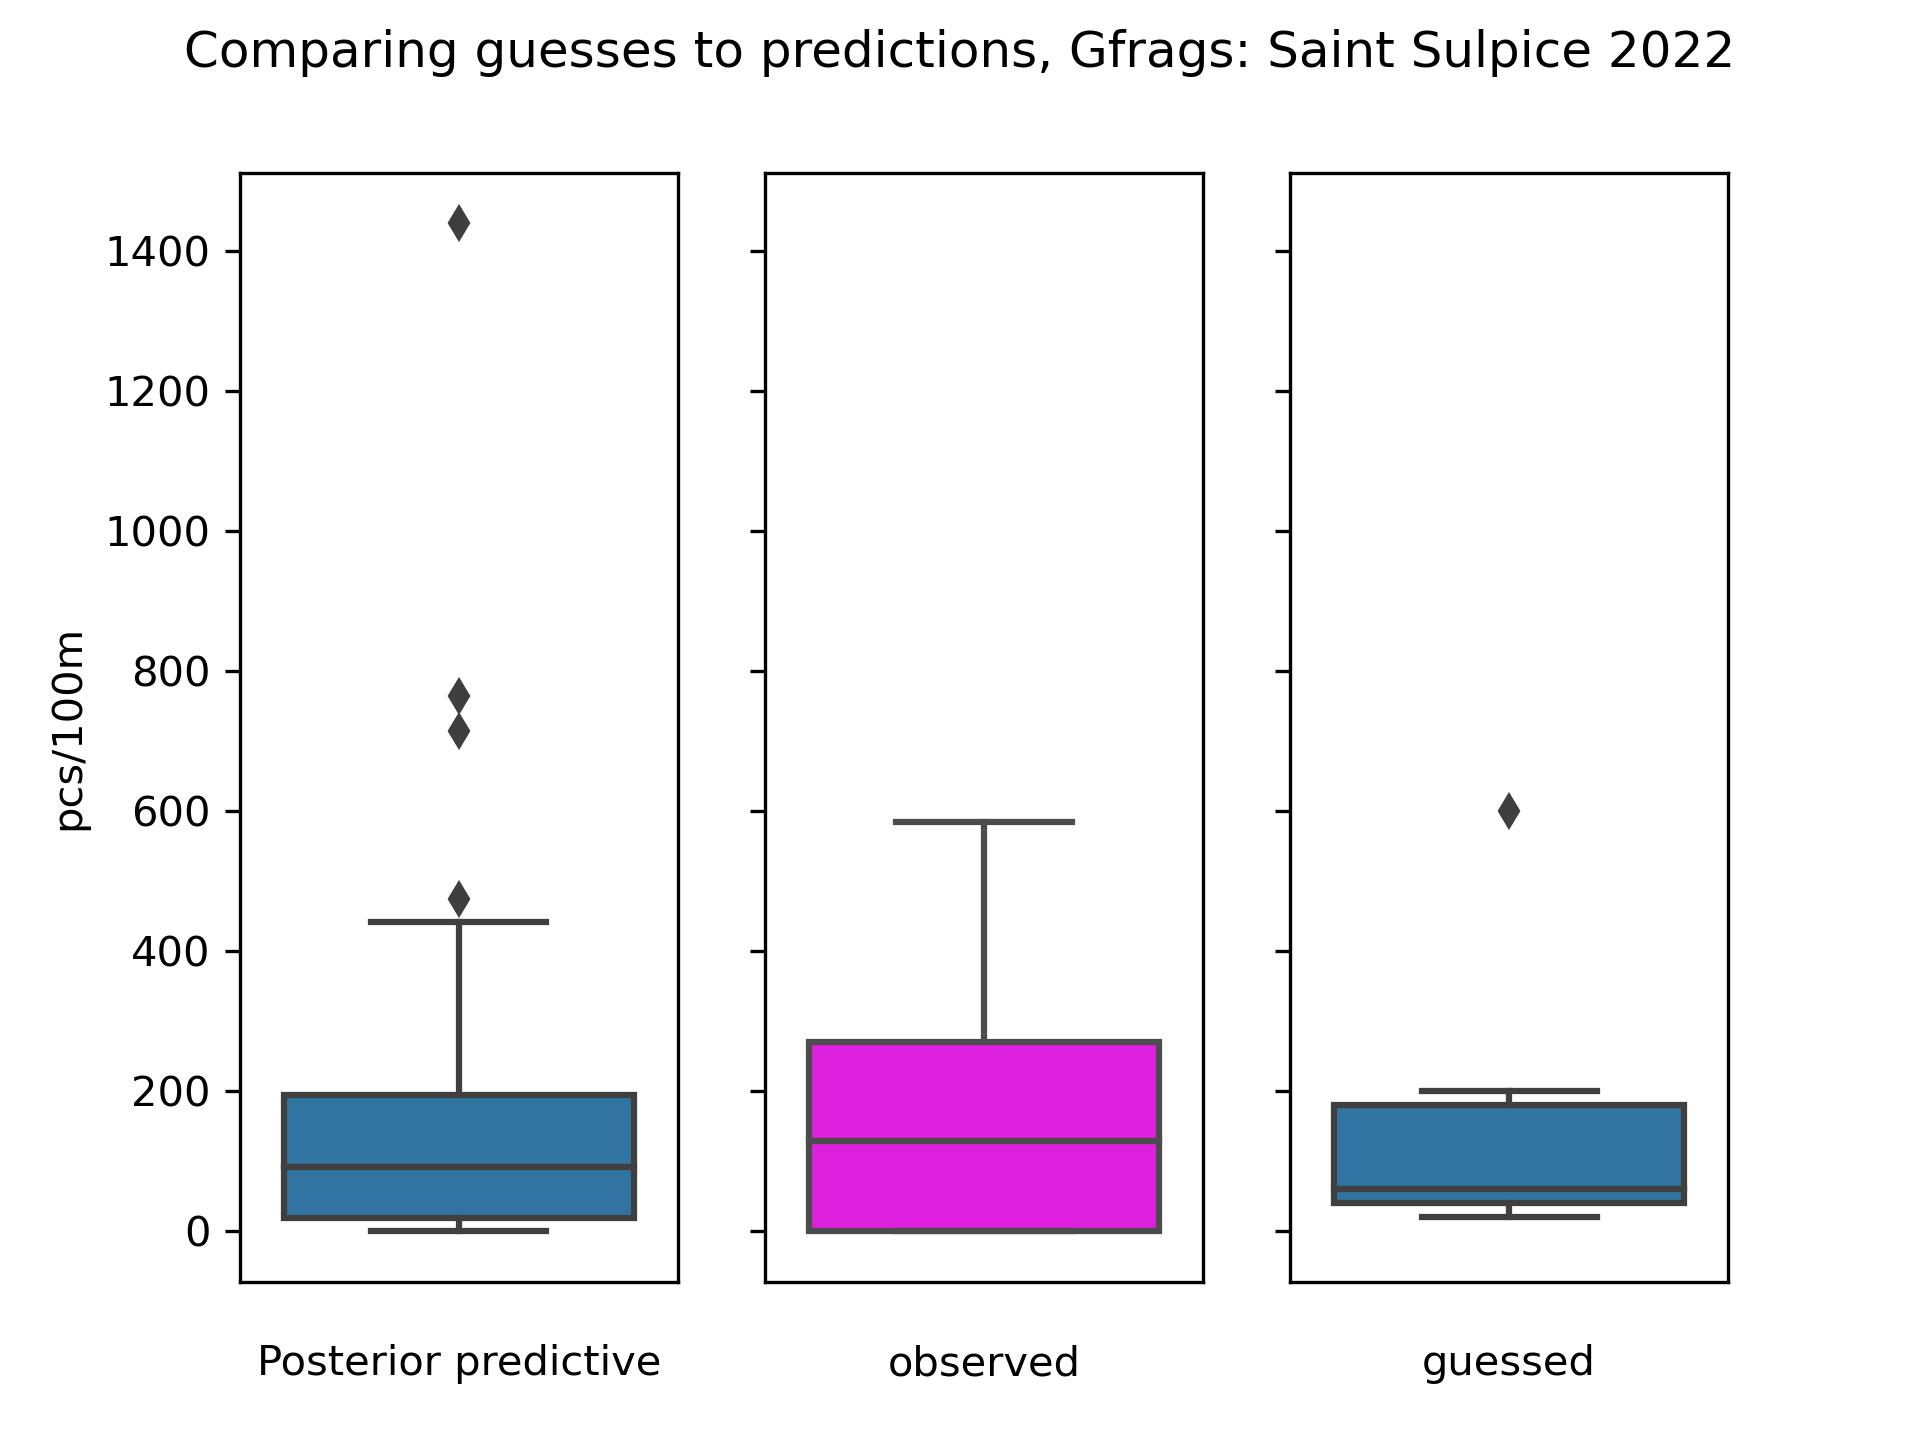 Comparing guesses to predictions, Gfrags: Saint Sulpice 2022
pcs/100m
1400
1200
1000
800
600
400
200
0
Posterior predictive
observed
guessed